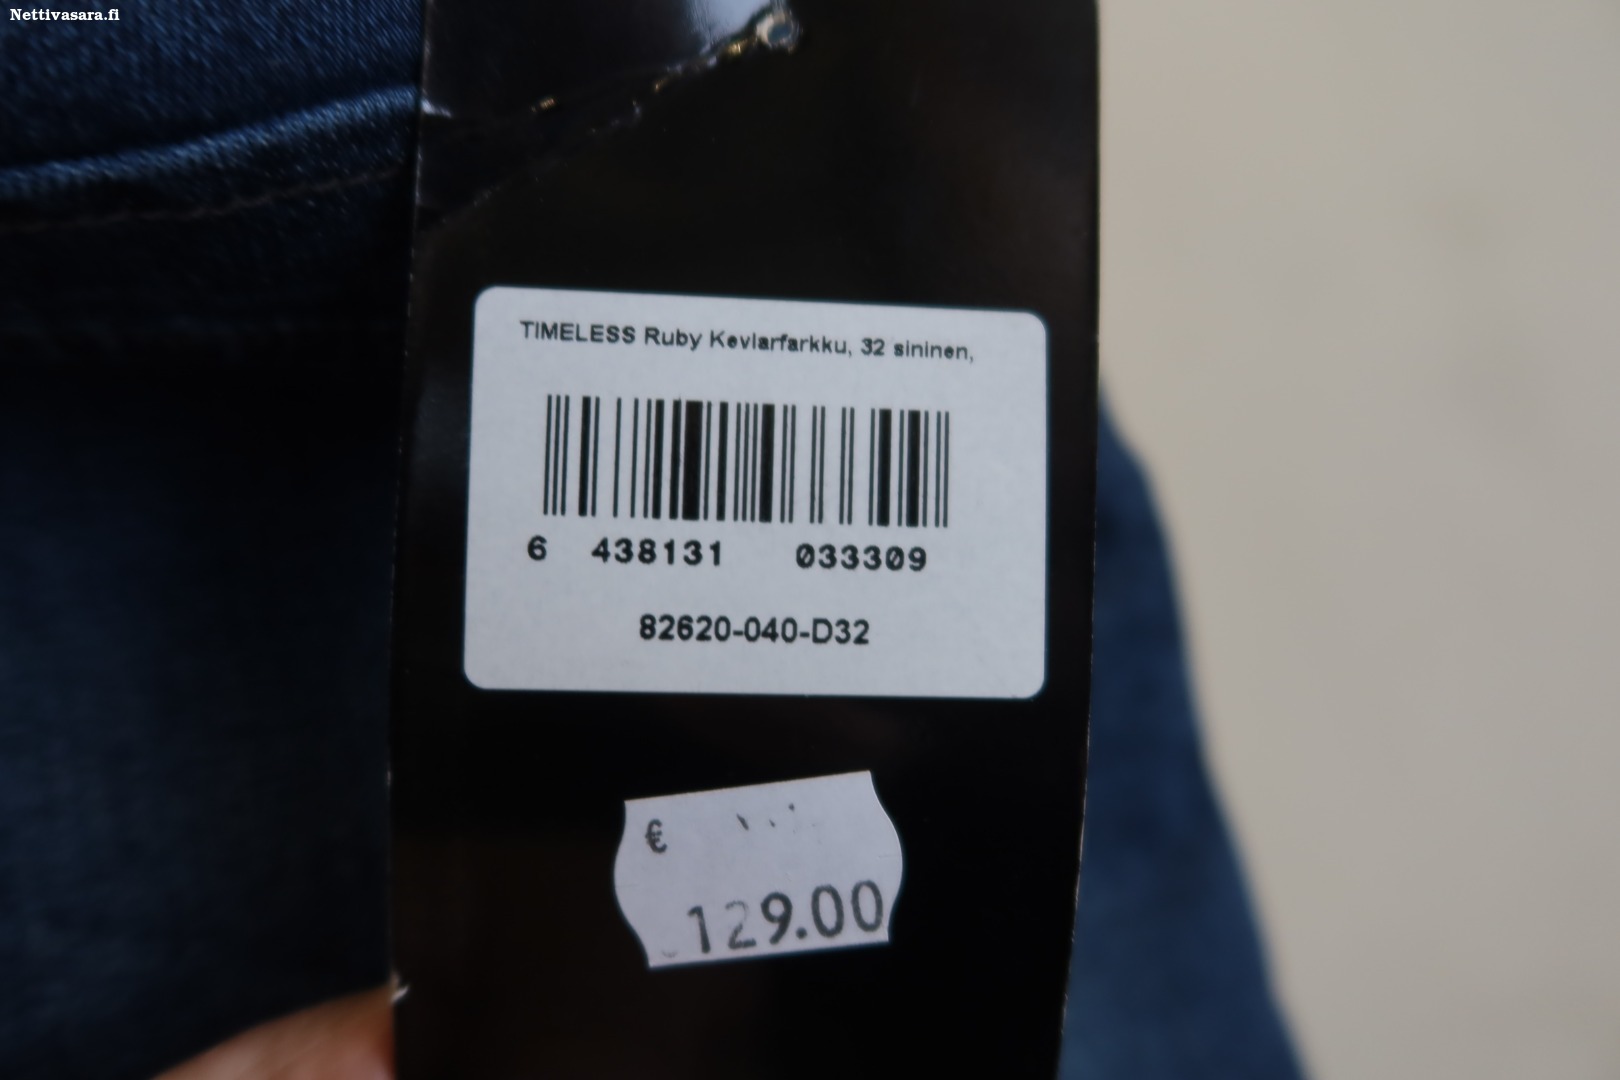 Nettivasara.fi
TIMELESS Ruby Kevlarfarkku, 32 sininen,
6 438131 033309
82620-040-D32
€
129.00